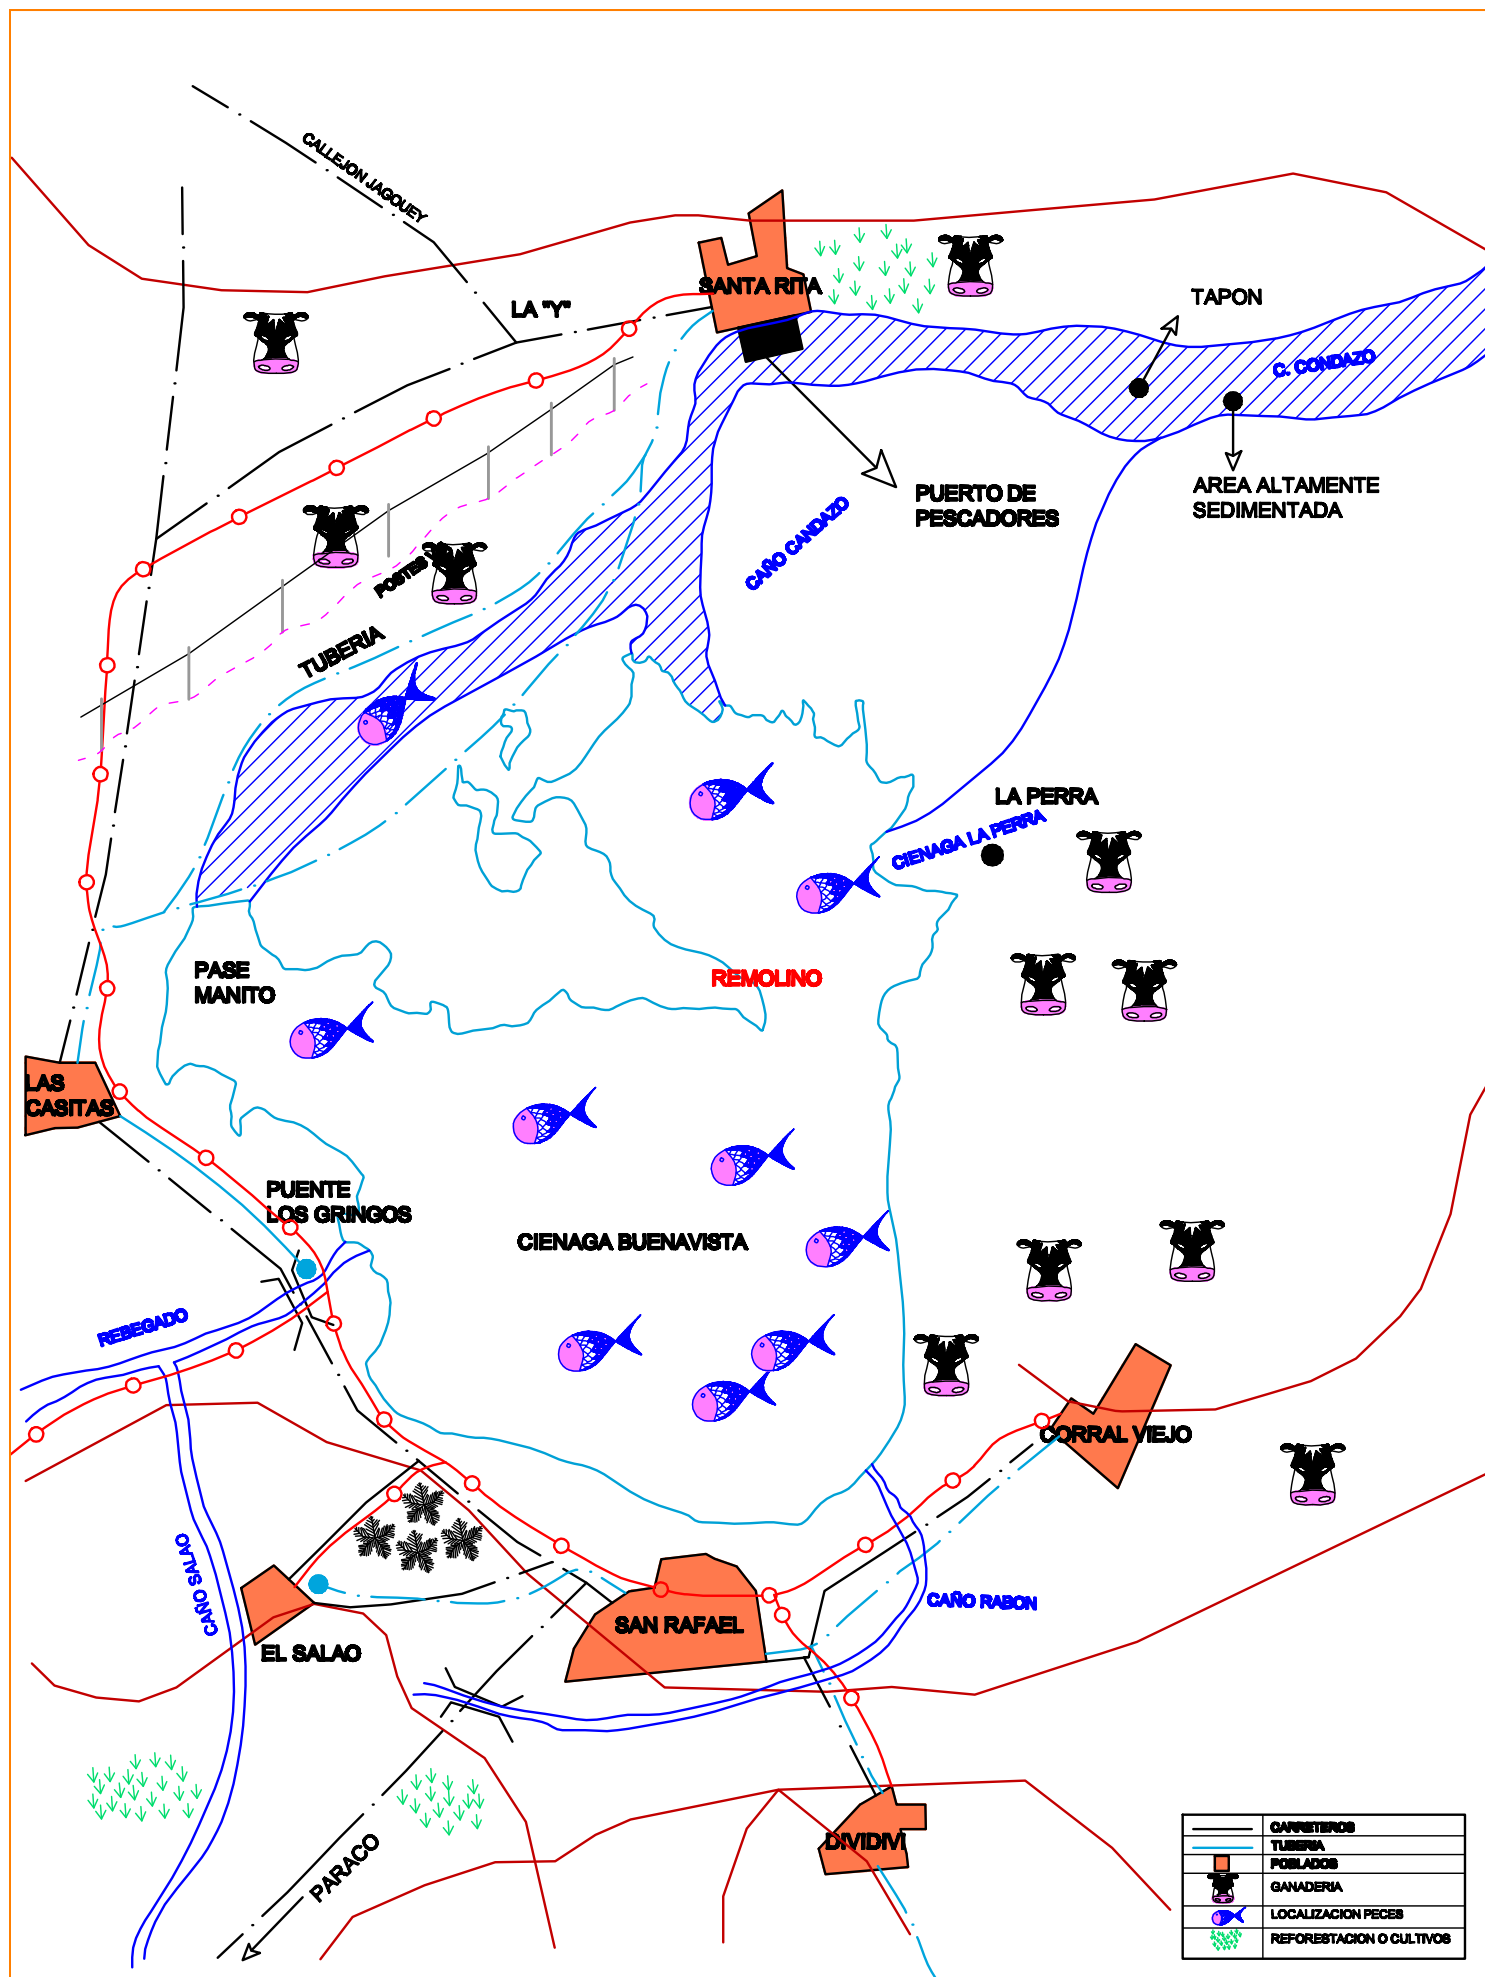 CALLEJON JAGOUEY
LA "Y"
SANTA RITA
TAPON
C. CONDAZO
PUERTO DE
PESCADORES
AREA ALTAMENTE
SEDIMENTADA
CAÑO CANDAZO
POSTES
TUBERIA
LA PERRA
CIENAGA LA PERRA
PASE
MANITO
REMOLINO
LAS
CASITAS
PUENTE
LOS GRINGOS
CIENAGA BUENAVISTA
REBEGADO
CORRAL VIEJO
CAÑO SALAO
CAÑO RABON
SAN RAFAEL
EL SALAO
DIVIDIVI
PARACO
CARRETEROS
TUBERIA
POBLADOS
GANADERIA
LOCALIZACION PECES
REFORESTACION O CULTIVOS